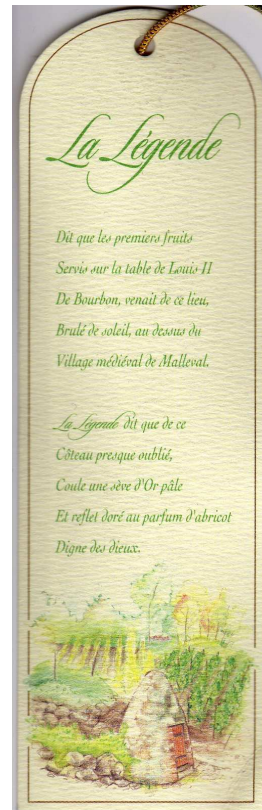 La Légende
Dit que les premiers fruits
Servis sur la table de Louis II
De Bourbon, venait de ce lieu,
Brulé de soleil, au dessus du
Village médiéval de Malleval.
La Légende dit que de ce
Côteau presque oublié,
Coule une sève d'Or pâle
Et reflet doré au parfum d'abricot
Digne des dieux.